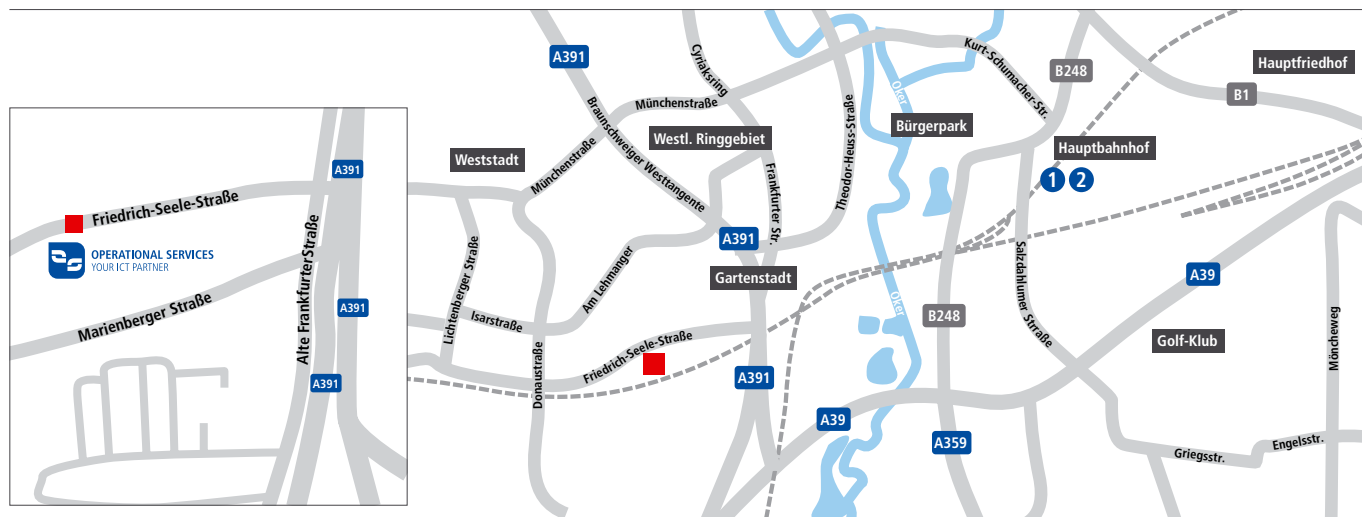 A391
Cyriaksring
Kurt-Schumacher-Str.
B248
Hauptfriedhof
B1
Münchenstraße
Braunschweiger Westtangente
Westl. Ringgebiet
Theodor-Heuss-Straße
Oker
Bürgerpark
Hauptbahnhof
1 2
Weststadt
Münchenstraße
Frankfurter Str.
A391
Friedrich-Seele-Straße
OPERATIONAL SERVICES
YOUR ICT PARTNER
Alte Frankfurter Straße
Marienberger Straße
A391
A391
Lichtenberger Straße
Am Lehmanger
A391
Gartenstadt
Isarstraße
Donaustraße
Friedrich-Seele-Straße
A391
Oker
B248
Salzdahlumer Strraße
A39
Golf-Klub
Möncheweg
A39
A359
Griegsstr.
Engelsstr.